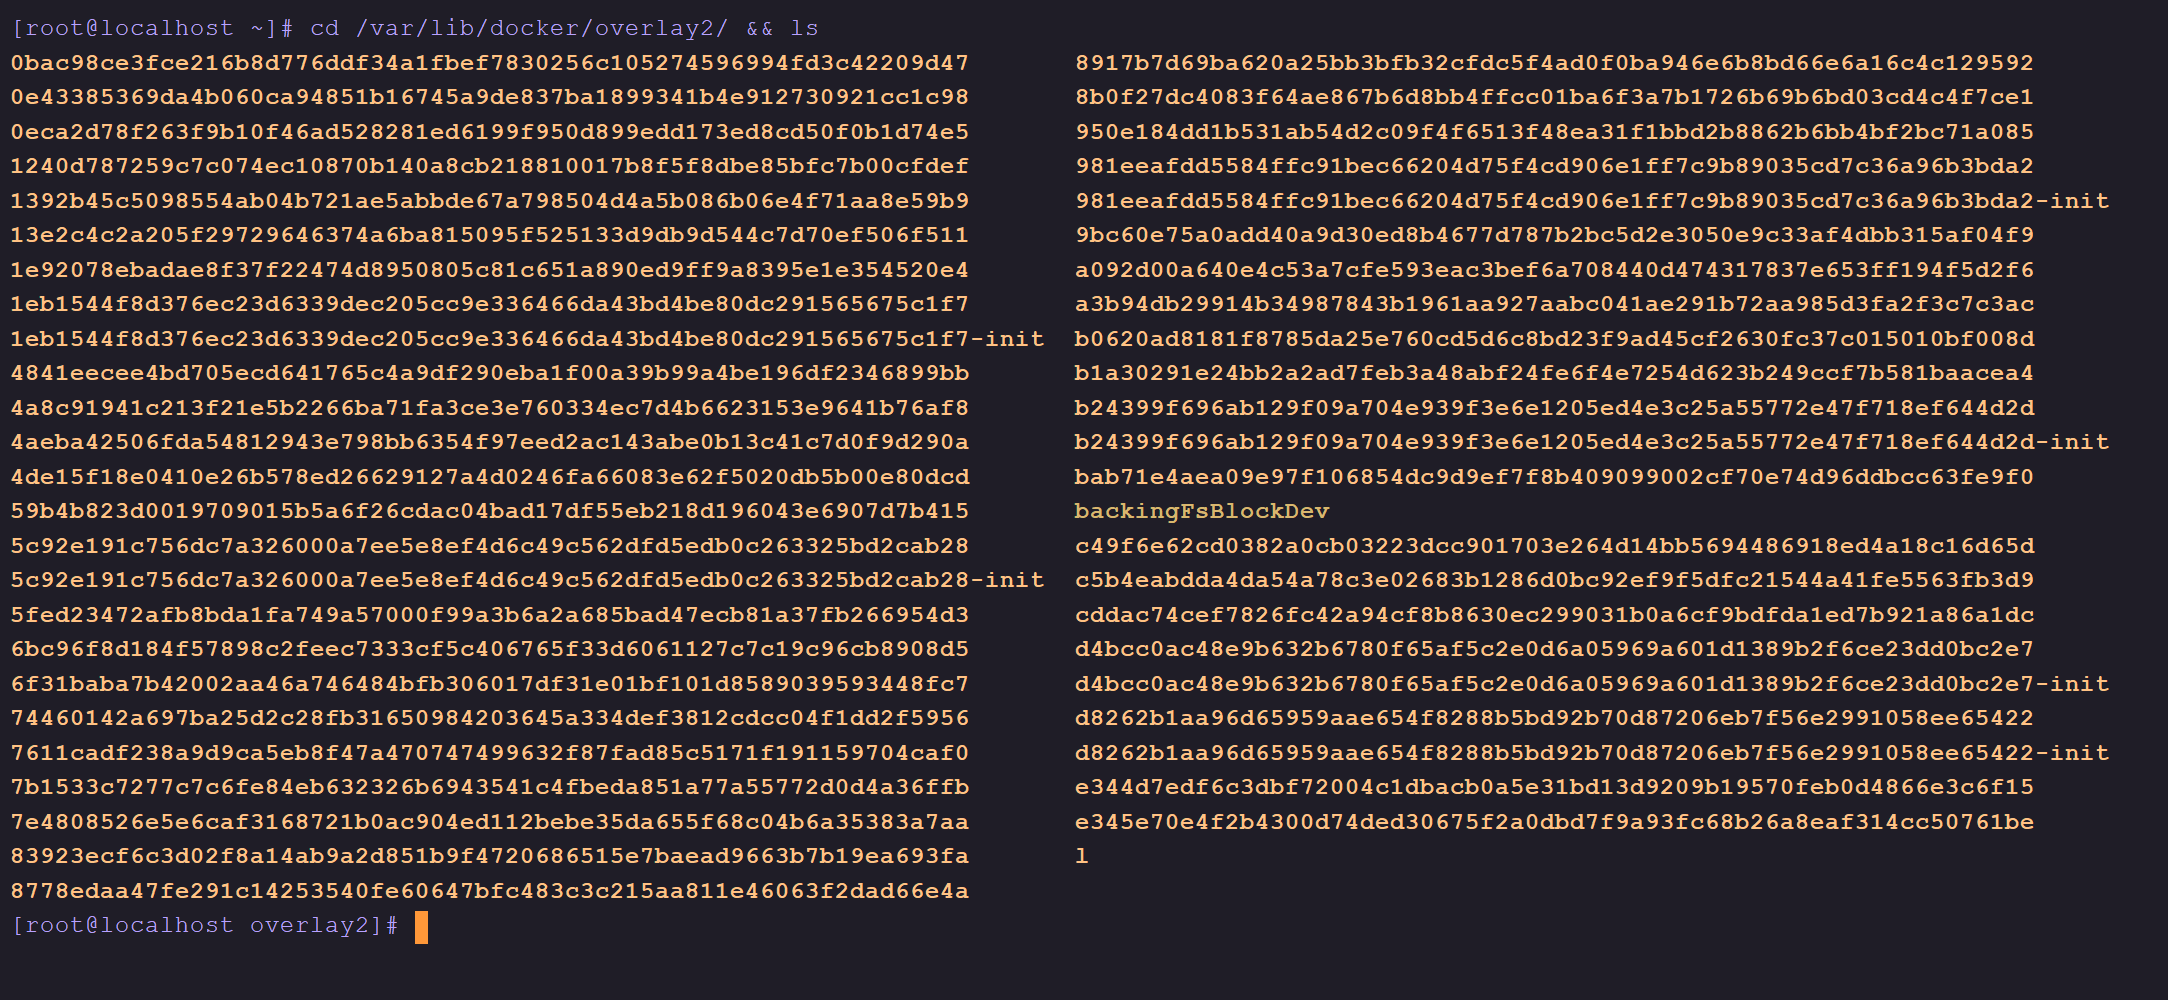 [root@localhost ~]# cd /var/lib/docker/overlay2/ && ls
0bac98ce3fce216b8d776ddf34a1fbef7830256c105274596994fd3c42209d47 8917b7d69ba620a25bb3bfb32cfdc5f4ad0f0ba946e6b8bd66e6a16c4c129592
0e43385369da4b060ca94851b16745a9de837ba1899341b4e912730921cc1c98 8b0f27dc4083f64ae867b6d8bb4ffcc01ba6f3a7b1726b69b6bd03cd4c4f7ce1
0eca2d78f263f9b10f46ad528281ed6199f950d899edd173ed8cd50f0b1d74e5 950e184dd1b531ab54d2c09f4f6513f48ea31f1bbd2b8862b6bb4bf2bc71a085
1240d787259c7c074ec10870b140a8cb218810017b8f5f8dbe85bfc7b00cfdef 981eeafdd5584ffc91bec66204d75f4cd906e1ff7c9b89035cd7c36a96b3bda2
1392b45c5098554ab04b721ae5abbde67a798504d4a5b086b06e4f71aa8e59b9 981eeafdd5584ffc91bec66204d75f4cd906e1ff7c9b89035cd7c36a96b3bda2-init
13e2c4c2a205f29729646374a6ba815095f525133d9db9d544c7d70ef506f511 9bc60e75a0add40a9d30ed8b4677d787b2bc5d2e3050e9c33af4dbb315af04f9
1e92078ebadae8f37f22474d8950805c81c651a890ed9ff9a8395e1e354520e4 a092d00a640e4c53a7cfe593eac3bef6a708440d474317837e653ff194f5d2f6
1eb1544f8d376ec23d6339dec205cc9e336466da43bd4be80dc291565675c1f7 a3b94db29914b34987843b1961aa927aabc041ae291b72aa985d3fa2f3c7c3ac
1eb1544f8d376ec23d6339dec205cc9e336466da43bd4be80dc291565675c1f7-init b0620ad8181f8785da25e760cd5d6c8bd23f9ad45cf2630fc37c015010bf008d
4841eecee4bd705ecd641765c4a9df290eba1f00a39b99a4be196df2346899bb b1a30291e24bb2a2ad7feb3a48abf24fe6f4e7254d623b249ccf7b581baacea4
4a8c91941c213f21e5b2266ba71fa3ce3e760334ec7d4b6623153e9641b76af8 b24399f696ab129f09a704e939f3e6e1205ed4e3c25a55772e47f718ef644d2d
4aeba42506fda54812943e798bb6354f97eed2ac143abe0b13c41c7d0f9d290a b24399f696ab129f09a704e939f3e6e1205ed4e3c25a55772e47f718ef644d2d-init
4de15f18e0410e26b578ed26629127a4d0246fa66083e62f5020db5b00e80dcd bab71e4aea09e97f106854dc9d9ef7f8b409099002cf70e74d96ddbcc63fe9f0
59b4b823d0019709015b5a6f26cdac04bad17df55eb218d196043e6907d7b415 backingFsBlockDev
5c92e191c756dc7a326000a7ee5e8ef4d6c49c562dfd5edb0c263325bd2cab28 c49f6e62cd0382a0cb03223dcc901703e264d14bb5694486918ed4a18c16d65d
5c92e191c756dc7a326000a7ee5e8ef4d6c49c562dfd5edb0c263325bd2cab28-init c5b4eabdda4da54a78c3e02683b1286d0bc92ef9f5dfc21544a41fe5563fb3d9
5fed23472afb8bda1fa749a57000f99a3b6a2a685bad47ecb81a37fb266954d3 cddac74cef7826fc42a94cf8b8630ec299031b0a6cf9bdfda1ed7b921a86a1dc
6bc96f8d184f57898c2feec7333cf5c406765f33d6061127c7c19c96cb8908d5 d4bcc0ac48e9b632b6780f65af5c2e0d6a05969a601d1389b2f6ce23dd0bc2e7
6f31baba7b42002aa46a746484bfb306017df31e01bf101d8589039593448fc7 d4bcc0ac48e9b632b6780f65af5c2e0d6a05969a601d1389b2f6ce23dd0bc2e7-init
74460142a697ba25d2c28fb31650984203645a334def3812cdcc04f1dd2f5956 d8262b1aa96d65959aae654f8288b5bd92b70d87206eb7f56e2991058ee65422
7611cadf238a9d9ca5eb8f47a470747499632f87fad85c5171f191159704caf0 d8262b1aa96d65959aae654f8288b5bd92b70d87206eb7f56e2991058ee65422-init
7b1533c7277c7c6fe84eb632326b6943541c4fbeda851a77a55772d0d4a36ffb e344d7edf6c3dbf72004c1dbacb0a5e31bd13d9209b19570feb0d4866e3c6f15
7e4808526e5e6caf3168721b0ac904ed112bebe35da655f68c04b6a35383a7aa e345e70e4f2b4300d74ded30675f2a0dbd7f9a93fc68b26a8eaf314cc50761be
83923ecf6c3d02f8a14ab9a2d851b9f4720686515e7baead9663b7b19ea693fa l
8778edaa47fe291c14253540fe60647bfc483c3c215aa811e46063f2dad66e4a
[root@localhost overlay2]#